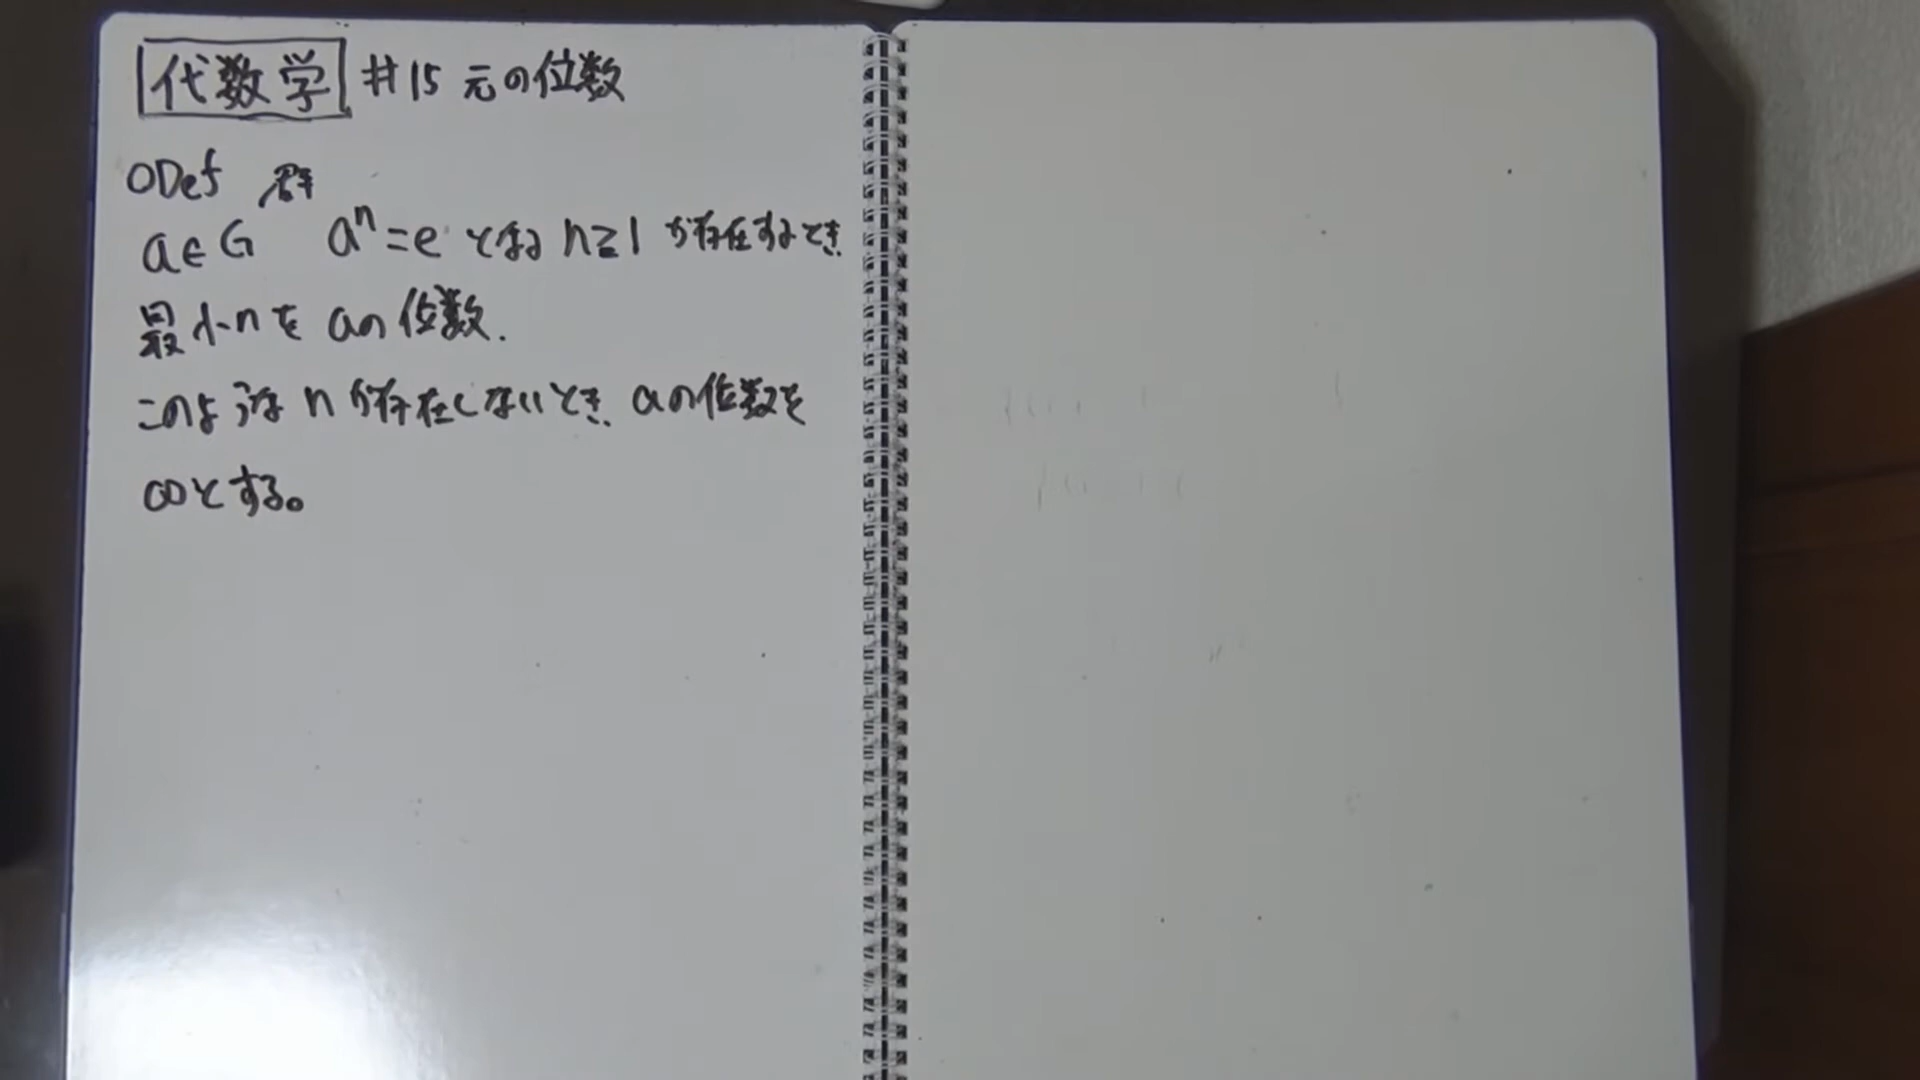 代数学 #15 元の位数
○Def 群
a∈G aⁿ=e となる n≧1 が存在するとき
最小nを aの位数.
このような n が存在しないとき aの位数を
∞とする。